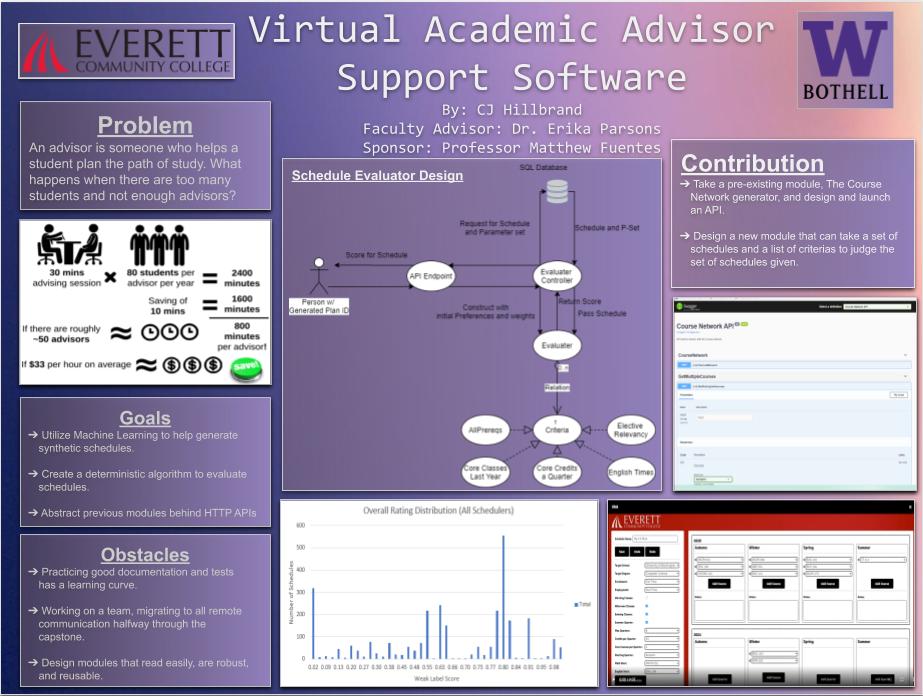 EVERETT
COMMUNITY COLLEGE
Virtual Academic Advisor
Support Software
W
BOTHELL
By: CJ Hillbrand
Faculty Advisor: Dr. Erika Parsons
Sponsor: Professor Matthew Fuentes
Problem
An advisor is someone who helps a
student plan the path of study. What
happens when there are too many
students and not enough advisors?
30 mins
advising session
80 students per
advisor per year
2400
minutes
Saving of
10 mins
1600
minutes
800
minutes
per advisor!
If there are roughly
~50 advisors
If $33 per hour on average
save!
Goals
➔ Utilize Machine Learning to help generate
synthetic schedules.
➔ Create a deterministic algorithm to evaluate
schedules.
➔ Abstract previous modules behind HTTP APIs
Obstacles
➔ Practicing good documentation and tests
has a learning curve.
➔ Working on a team, migrating to all remote
communication halfway through the
capstone.
➔ Design modules that read easily, are robust,
and reusable.
Schedule Evaluator Design
SQL Database
Request for Schedule
and Parameter set
Schedule and P-Set
Score for Schedule
API Endpoint
Evaluater
Controller
Person w/
Generated Plan ID
Construct with
initial Preferences and weights
Return Score
Pass Schedule
Evaluater
Relation
1
Criteria
AllPrereqs
Elective
Relevancy
Core Classes
Last Year
Core Credits
a Quarter
English Times
Overall Rating Distribution (All Schedulers)
Number of Schedules
600
500
400
300
200
100
0
0.02 0.09 0.13 0.20 0.30 0.35 0.40 0.45 0.48 0.55 0.63 0.65 0.70 0.73 0.78 0.80 0.84 0.91 0.95 0.98
Weak Label Score
Total
Contribution
➔ Take a pre-existing module, The Course
Network generator, and design and launch
an API.
➔ Design a new module that can take a set of
schedules and a list of criterias to judge the
set of schedules given.
Course Network API
CourseNetwork
GetMultipleCourses
EVERETT
Autumn
Winter
Spring
Summer
Autumn
Winter
Spring
Summer